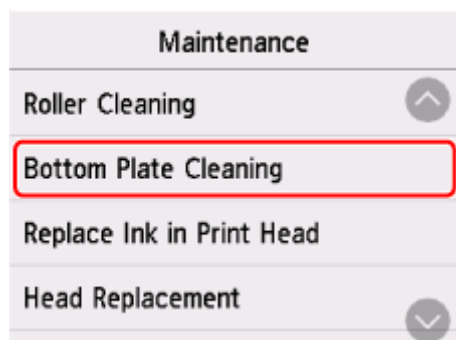 Maintenance
Roller Cleaning
Bottom Plate Cleaning
Replace Ink in Print Head
Head Replacement